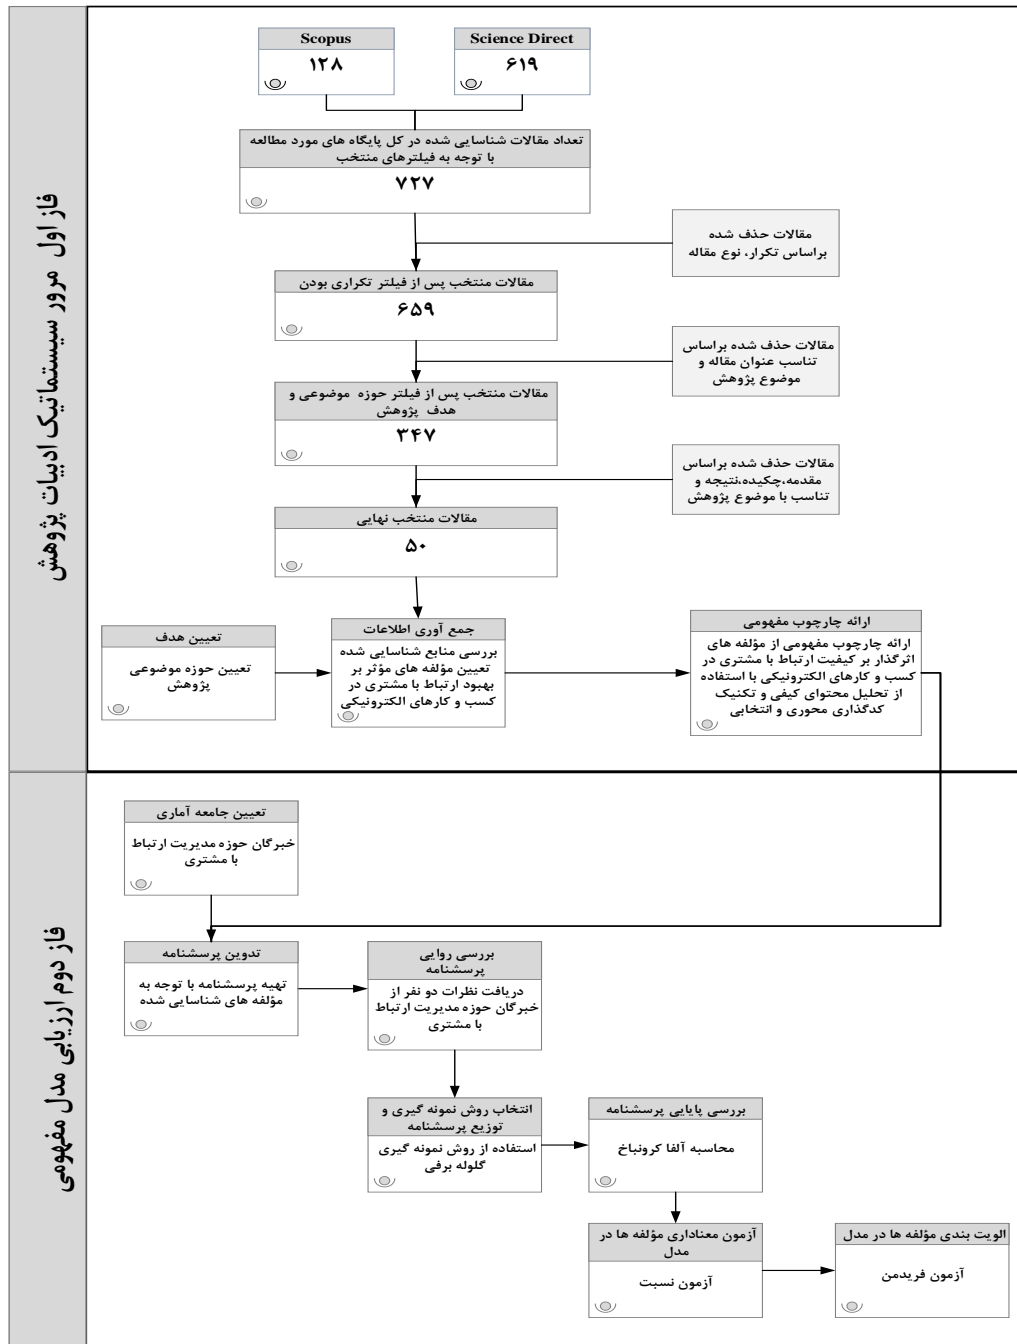 Scopus
۱۲۸
Science Direct
۶۱۹
تعداد مقالات شناسایی شده در کل پایگاه های مورد مطالعه
با توجه به فیلترهای منتخب
۷۲۷
مقالات حذف شده
براساس تکرار، نوع مقاله
مقالات منتخب پس از فیلتر تکراری بودن
۶۵۹
مقالات حذف شده براساس
تناسب عنوان مقاله و
موضوع پژوهش
مقالات منتخب پس از فیلتر حوزه موضوعی و
هدف پژوهش
۳۴۷
مقالات حذف شده براساس
مقدمه،چکیده،نتیجه و
تناسب با موضوع پژوهش
مقالات منتخب نهایی
۵۰
تعیین هدف
تعیین حوزه موضوعی
پژوهش
جمع آوری اطلاعات
بررسی منابع شناسایی شده
تعیین مؤلفه های مؤثر بر
بهبود ارتباط با مشتری در
کسب و کارهای الکترونیکی
ارائه چارچوب مفهومی
ارائه چارچوب مفهومی از مؤلفه های
اثرگذار بر کیفیت ارتباط با مشتری در
کسب و کارهای الکترونیکی با استفاده
از تحلیل محتوای کیفی و تکنیک
کدگذاری محوری و انتخابی
فاز اول مرور سیستماتیک ادبیات پژوهش
تعیین جامعه آماری
خبرگان حوزه مدیریت ارتباط
با مشتری
تدوین پرسشنامه
تهیه پرسشنامه با توجه به
مؤلفه های شناسایی شده
بررسی روایی
پرسشنامه
دریافت نظرات دو نفر از
خبرگان حوزه مدیریت ارتباط
با مشتری
انتخاب روش نمونه گیری و
توزیع پرسشنامه
استفاده از روش نمونه گیری
گلوله برفی
بررسی پایایی پرسشنامه
محاسبه آلفا کرونباخ
آزمون معناداری مؤلفه ها در
مدل
آزمون نسبت
الویت بندی مؤلفه ها در مدل
آزمون فریدمن
فاز دوم ارزیابی مدل مفهومی